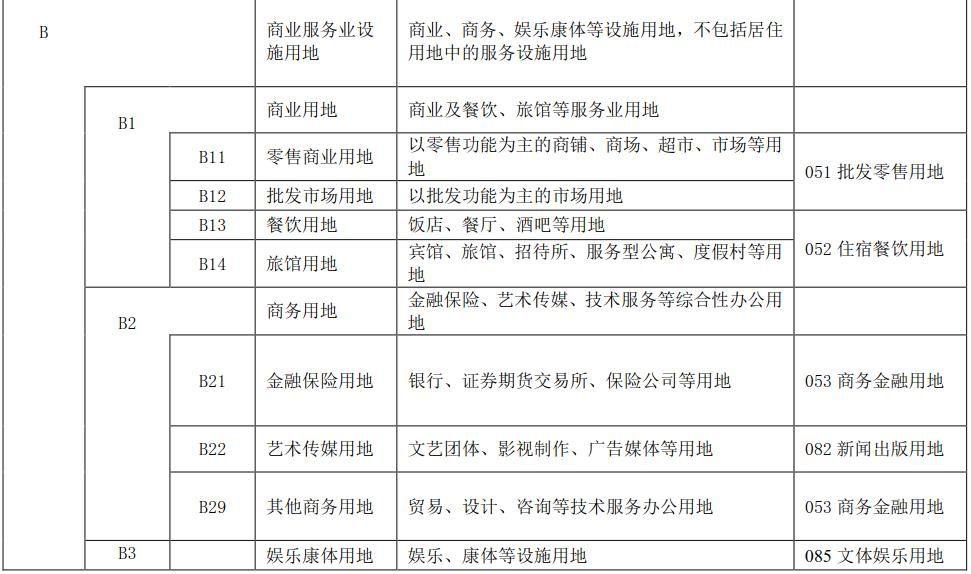 B
商业服务业设
施用地
商业、商务、娱乐康体等设施用地，不包括居住
用地中的服务设施用地
B1
商业用地
商业及餐饮、旅馆等服务业用地
B11
零售商业用地
以零售功能为主的商铺、商场、超市、市场等用
地
051 批发零售用地
B12
批发市场用地
以批发功能为主的市场用地
B13
餐饮用地
饭店、餐厅、酒吧等用地
052 住宿餐饮用地
B14
旅馆用地
宾馆、旅馆、招待所、服务型公寓、度假村等用
地
B2
商务用地
金融保险、艺术传媒、技术服务等综合性办公用
地
B21
金融保险用地
银行、证券期货交易所、保险公司等用地
053 商务金融用地
B22
艺术传媒用地
文艺团体、影视制作、广告媒体等用地
082 新闻出版用地
B29
其他商务用地
贸易、设计、咨询等技术服务办公用地
053 商务金融用地
B3
娱乐康体用地
娱乐、康体等设施用地
085 文体娱乐用地